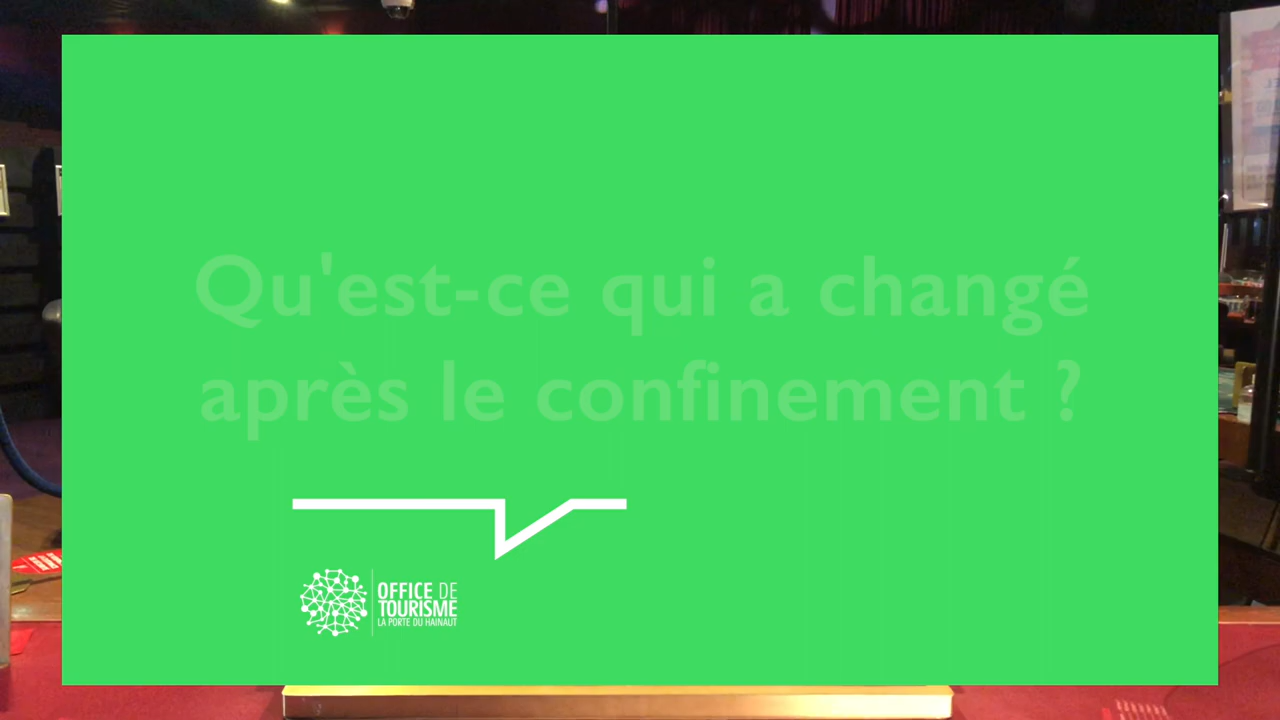 Qu'est-ce qui a changé
après le confinement ?
OFFICE DE
TOURISME
LA PORTE DU HAINAUT